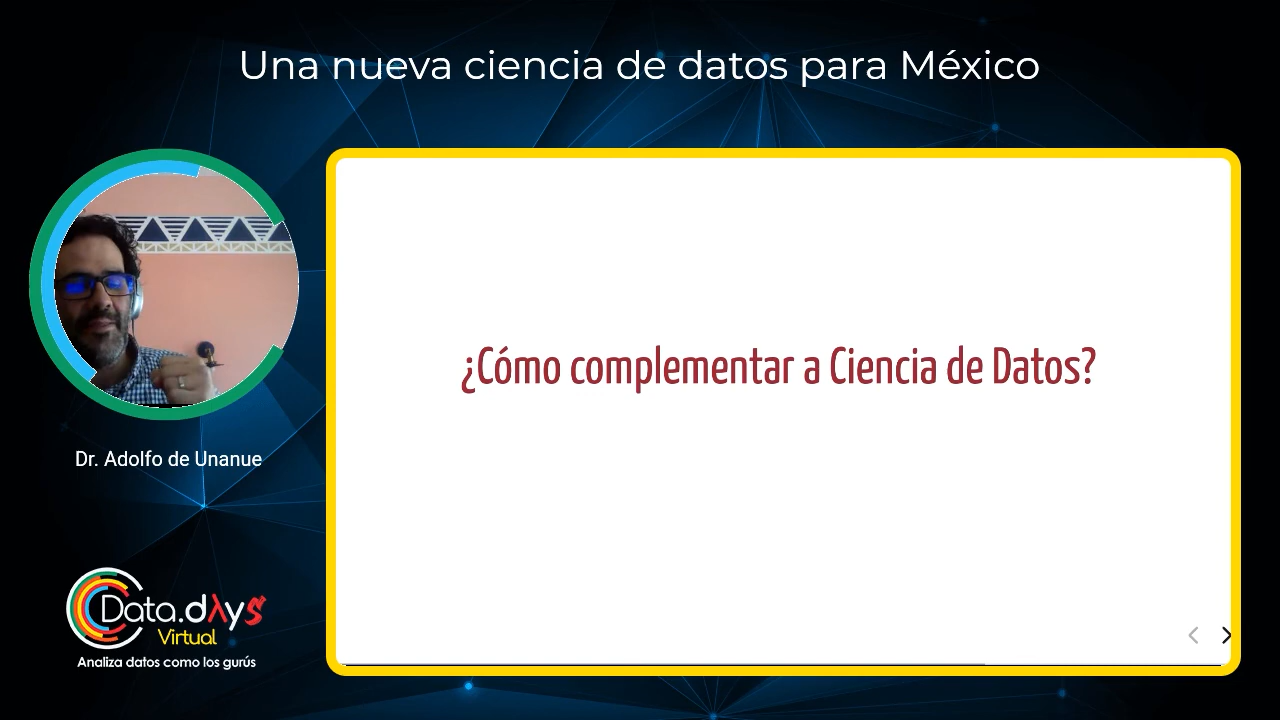 Una nueva ciencia de datos para México
¿Cómo complementar a Ciencia de Datos?
Dr. Adolfo de Unanue
Data.dλys
Virtual
Analiza datos como los gurús